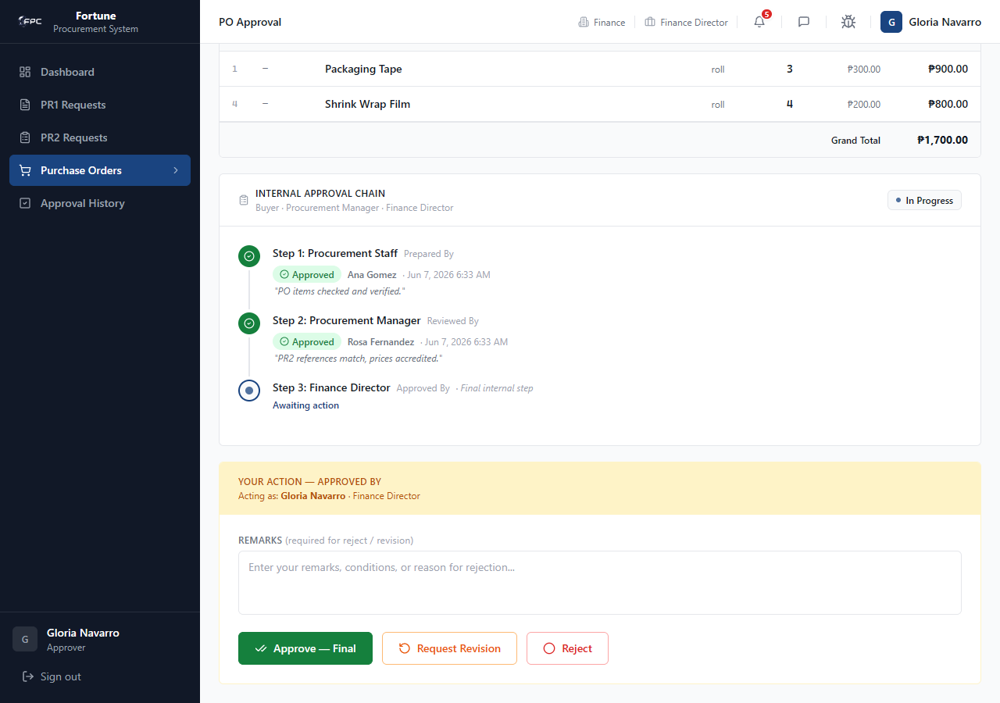 FPC
Fortune
Procurement System
Dashboard
PR1 Requests
PR2 Requests
Purchase Orders
Approval History
G
Gloria Navarro
Approver
Sign out
PO Approval
Finance
Finance Director
5
G
Gloria Navarro
1 – Packaging Tape roll 3 ₱300.00 ₱900.00
4 – Shrink Wrap Film roll 4 ₱200.00 ₱800.00
Grand Total ₱1,700.00
INTERNAL APPROVAL CHAIN
Buyer · Procurement Manager · Finance Director
In Progress
Step 1: Procurement Staff Prepared By
Approved Ana Gomez · Jun 7, 2026 6:33 AM
"PO items checked and verified."
Step 2: Procurement Manager Reviewed By
Approved Rosa Fernandez · Jun 7, 2026 6:33 AM
"PR2 references match, prices accredited."
Step 3: Finance Director Approved By · Final internal step
Awaiting action
YOUR ACTION — APPROVED BY
Acting as: Gloria Navarro · Finance Director
REMARKS (required for reject / revision)
Enter your remarks, conditions, or reason for rejection...
Approve — Final
Request Revision
Reject